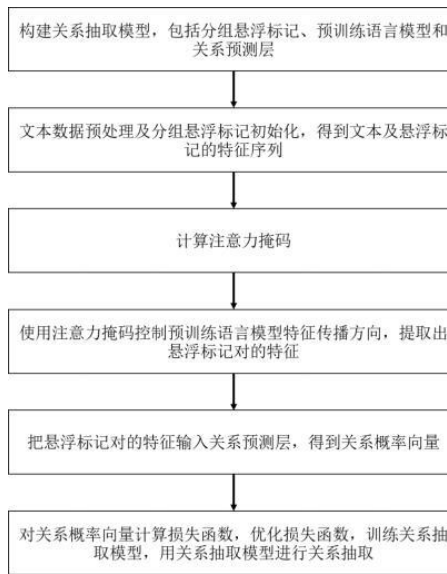 构建关系抽取模型，包括分组悬浮标记、预训练语言模型和
关系预测层
文本数据预处理及分组悬浮标记初始化，得到文本及悬浮标
记的特征序列
计算注意力掩码
使用注意力掩码控制预训练语言模型特征传播方向，提取出
悬浮标记对的特征
把悬浮标记对的特征输入关系预测层，得到关系概率向量
对关系概率向量计算损失函数，优化损失函数，训练关系抽
取模型，用关系抽取模型进行关系抽取